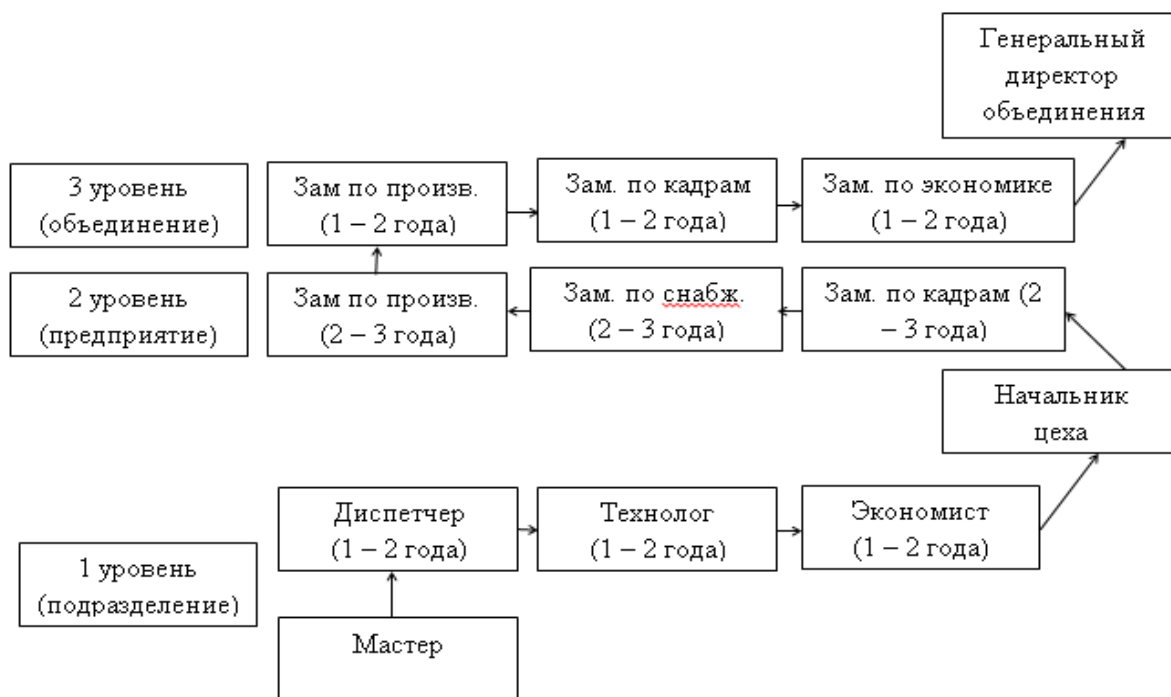 Генеральный
директор
объединения
3 уровень
(объединение)
Зам по произв.
(1 – 2 года)
Зам. по кадрам
(1 – 2 года)
Зам. по экономике
(1 – 2 года)
2 уровень
(предприятие)
Зам по произв.
(2 – 3 года)
Зам. по снабж.
(2 – 3 года)
Зам. по кадрам (2
– 3 года)
Начальник
цеха
1 уровень
(подразделение)
Диспетчер
(1 – 2 года)
Технолог
(1 – 2 года)
Экономист
(1 – 2 года)
Мастер